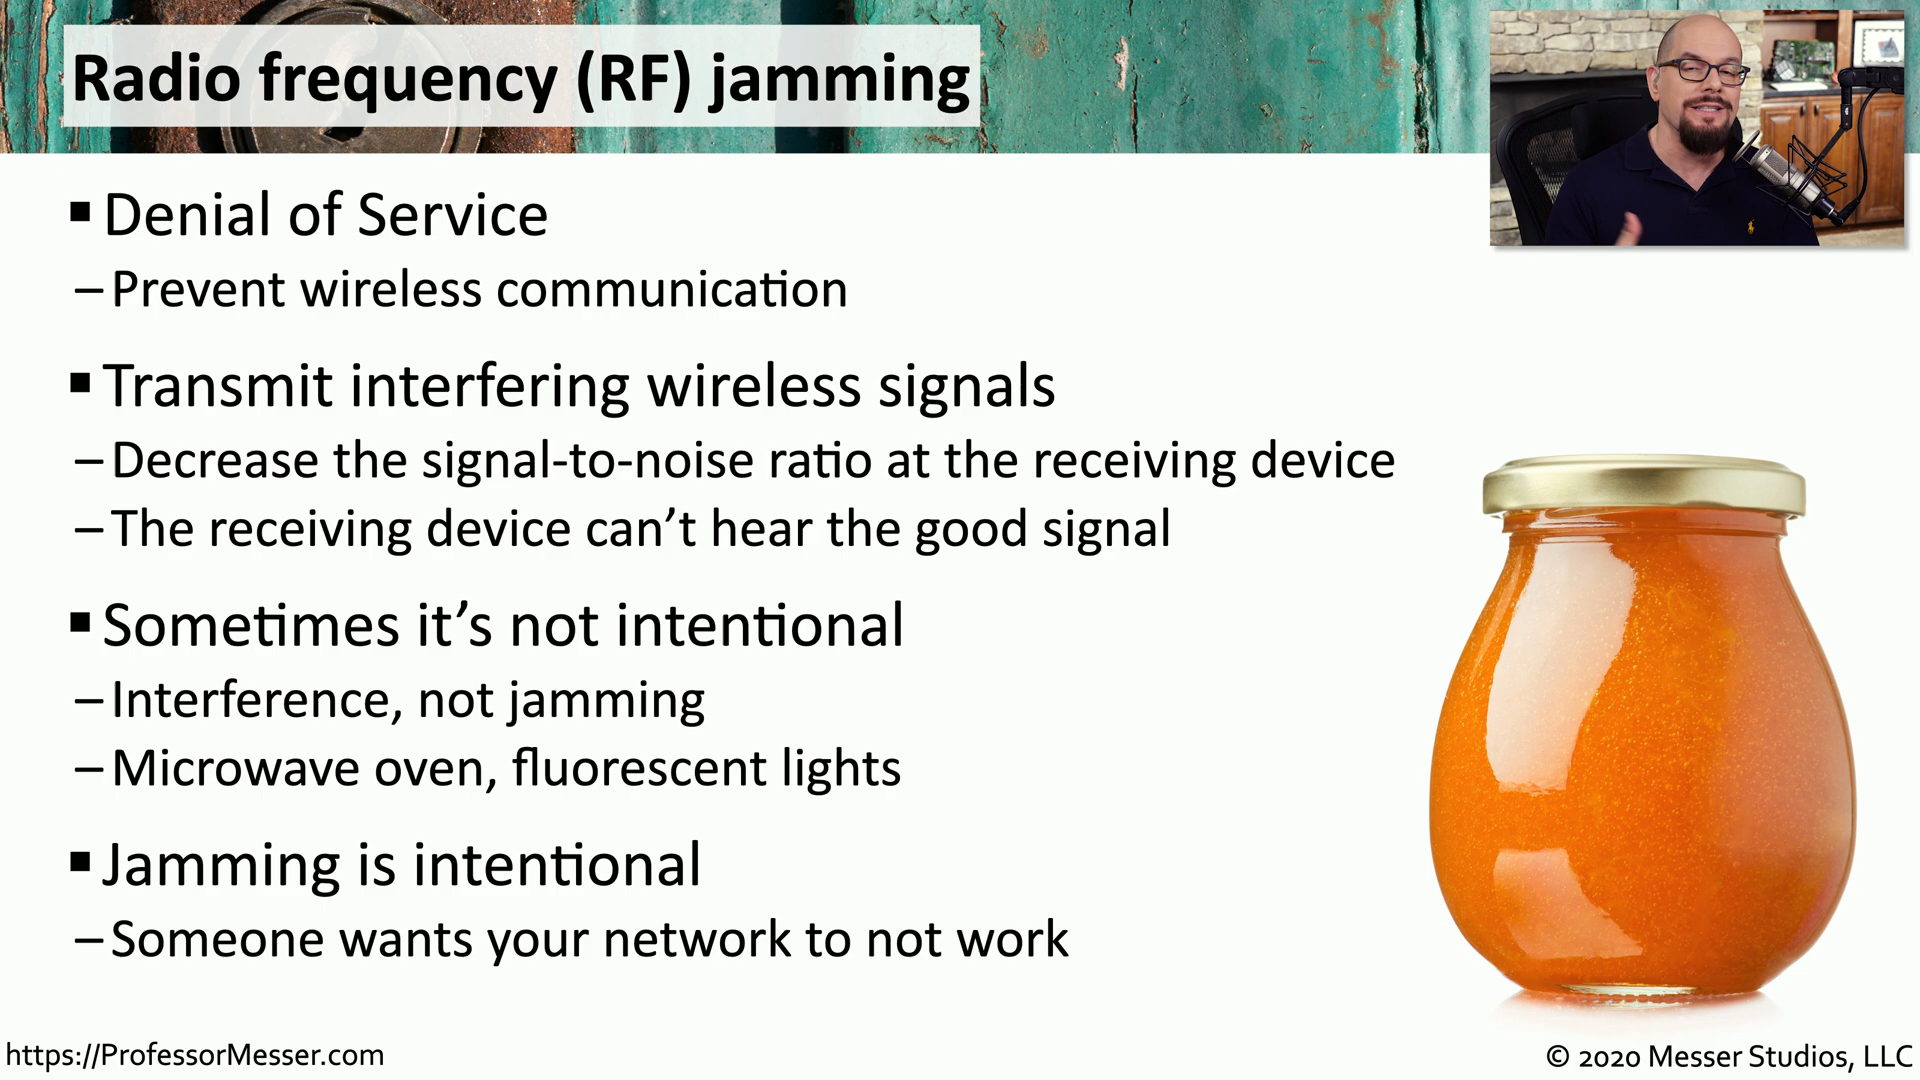 Radio frequency (RF) jamming
▪ Denial of Service
– Prevent wireless communication
▪ Transmit interfering wireless signals
– Decrease the signal-to-noise ratio at the receiving device
– The receiving device can’t hear the good signal
▪ Sometimes it’s not intentional
– Interference, not jamming
– Microwave oven, fluorescent lights
▪ Jamming is intentional
– Someone wants your network to not work
https://ProfessorMesser.com
© 2020 Messer Studios, LLC